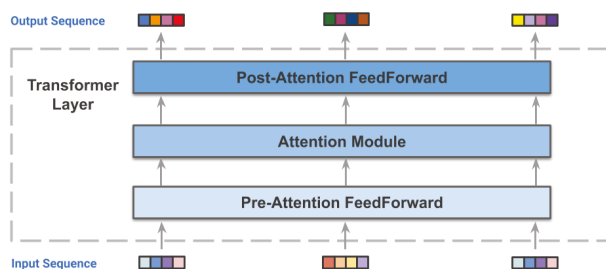 Output Sequence
Transformer
Layer
Post-Attention FeedForward
Attention Module
Pre-Attention FeedForward
Input Sequence